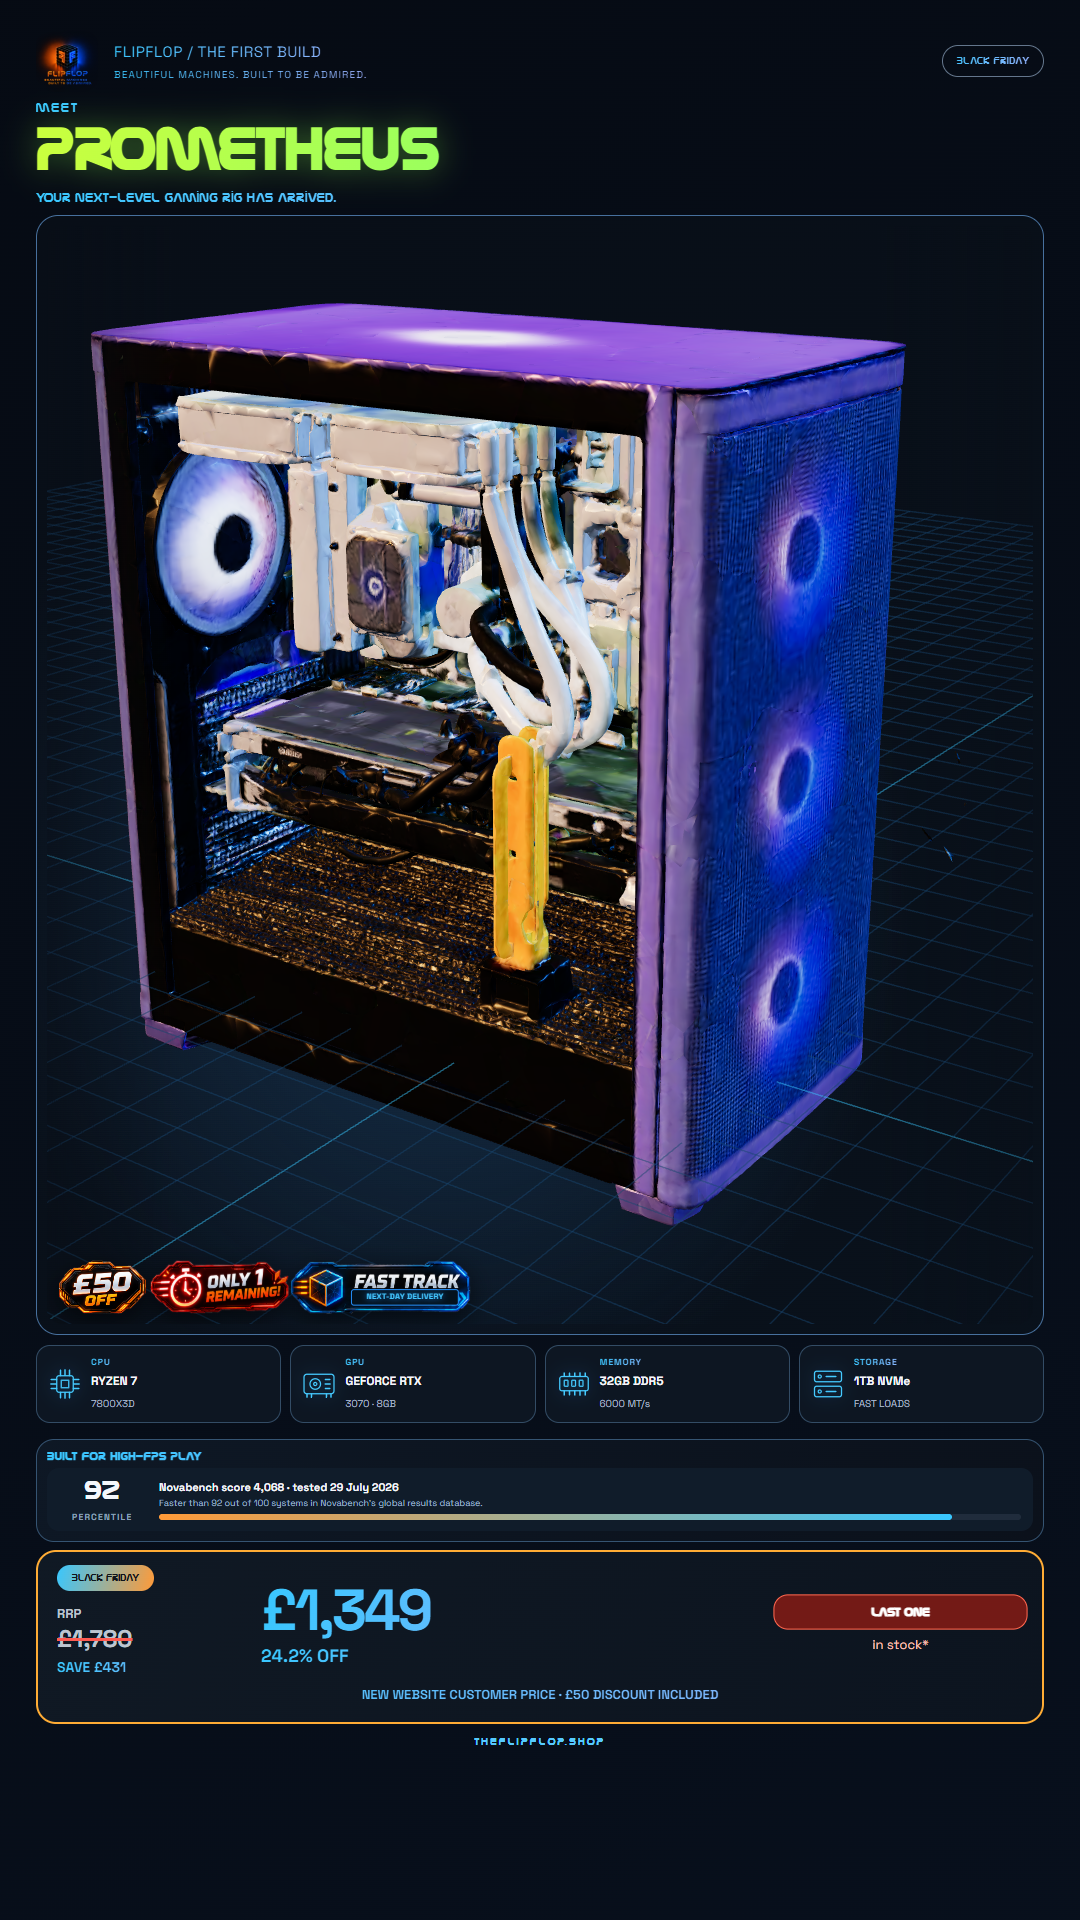 FLIPFLOP
FLIPFLOP / THE FIRST BUILD
BEAUTIFUL MACHINES. BUILT TO BE ADMIRED.
BLACK FRIDAY
MEET
PROMETHEUS
YOUR NEXT-LEVEL GAMING RIG HAS ARRIVED.
£50
OFF
ONLY 1
REMAINING!
FAST TRACK
NEXT-DAY DELIVERY
CPU
RYZEN 7
7800X3D
GPU
GEFORCE RTX
3070 · 8GB
MEMORY
32GB DDR5
6000 MT/s
STORAGE
1TB NVMe
FAST LOADS
BUILT FOR HIGH-FPS PLAY
92
PERCENTILE
Novabench score 4,068 · tested 29 July 2026
Faster than 92 out of 100 systems in Novabench's global results database.
BLACK FRIDAY
RRP
£1,780
SAVE £431
£1,349
24.2% OFF
LAST ONE
in stock*
NEW WEBSITE CUSTOMER PRICE · £50 DISCOUNT INCLUDED
THEFLIPFLOP.SHOP